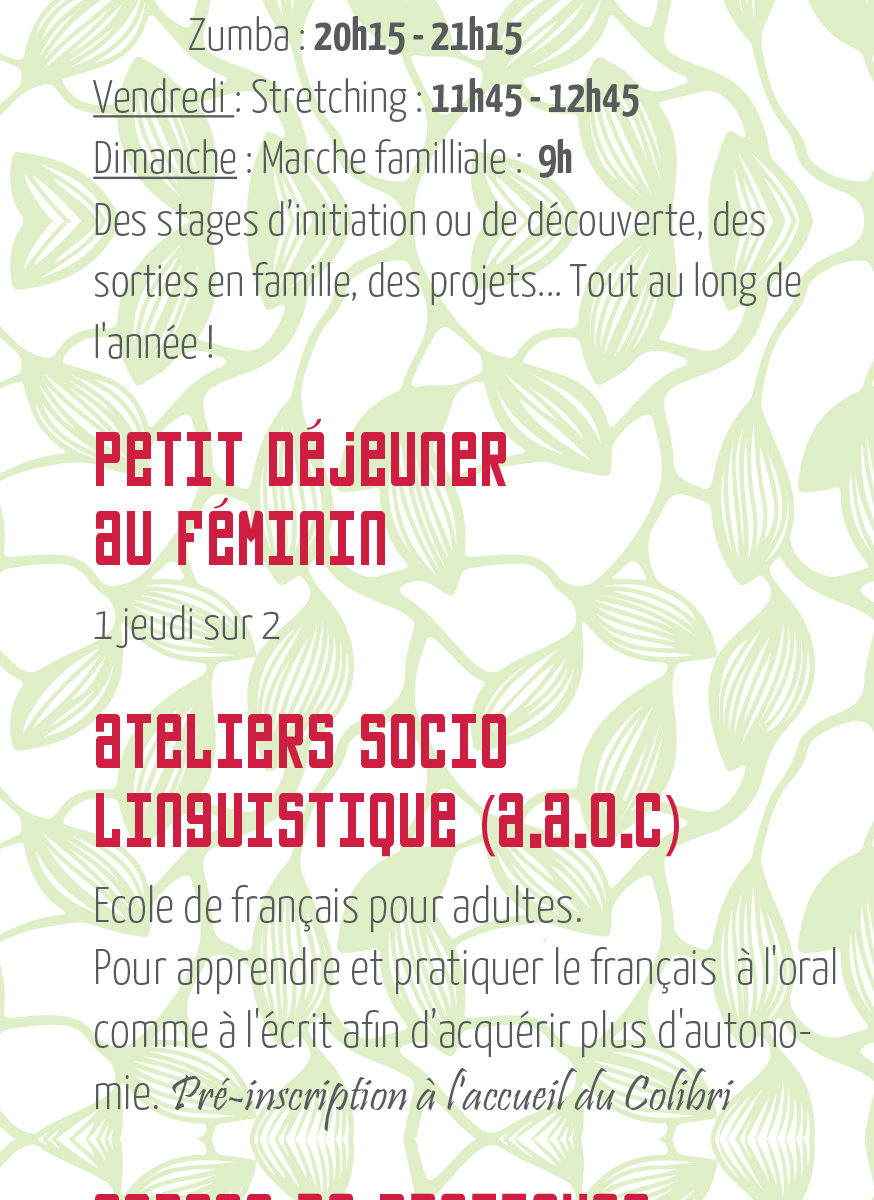 Zumba : 20h15 - 21h15
Vendredi : Stretching : 11h45 - 12h45
Dimanche : Marche familliale : 9h
Des stages d’initiation ou de découverte, des
sorties en famille, des projets... Tout au long de
l'année !
Petit déjeuner
au féminin
1 jeudi sur 2
Ateliers socio
linguistique (a.a.o.c)
Ecole de français pour adultes.
Pour apprendre et pratiquer le français à l'oral
comme à l'écrit afin d’acquérir plus d'autono-
mie. Pré-inscription à l'accueil du Colibri